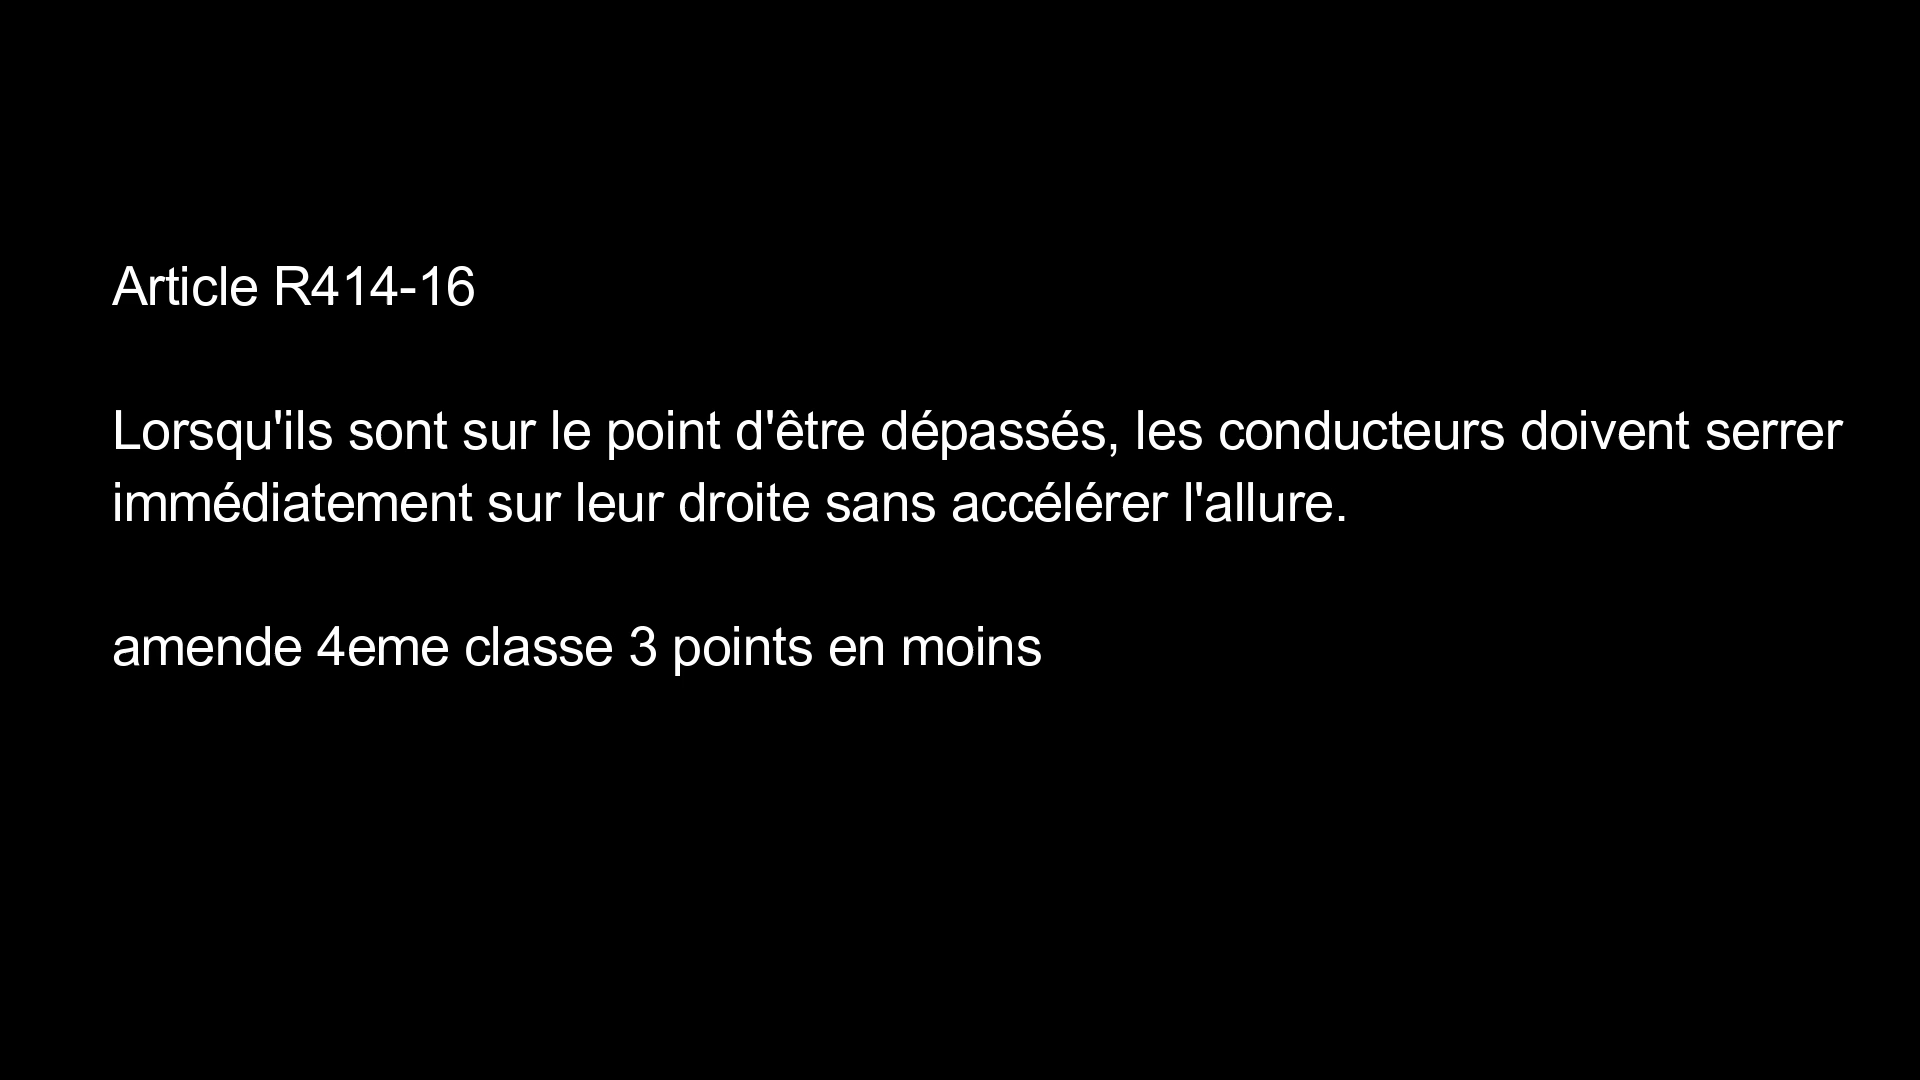 Article R414-16
Lorsqu'ils sont sur le point d'être dépassés, les conducteurs doivent serrer
immédiatement sur leur droite sans accélérer l'allure.
amende 4eme classe 3 points en moins